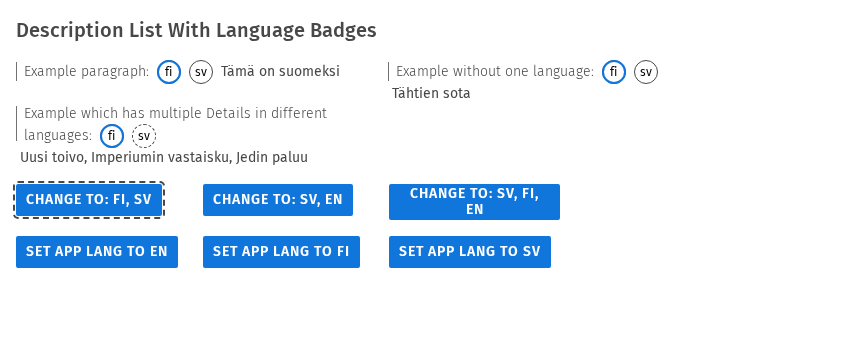 Description List With Language Badges
Example paragraph: fi sv Tämä on suomeksi
Example without one language: fi sv
Tähtien sota
Example which has multiple Details in different
languages: fi sv
Uusi toivo, Imperiumin vastaisku, Jedin paluu
CHANGE TO: FI, SV
CHANGE TO: SV, EN
CHANGE TO: SV, FI,
EN
SET APP LANG TO EN
SET APP LANG TO FI
SET APP LANG TO SV